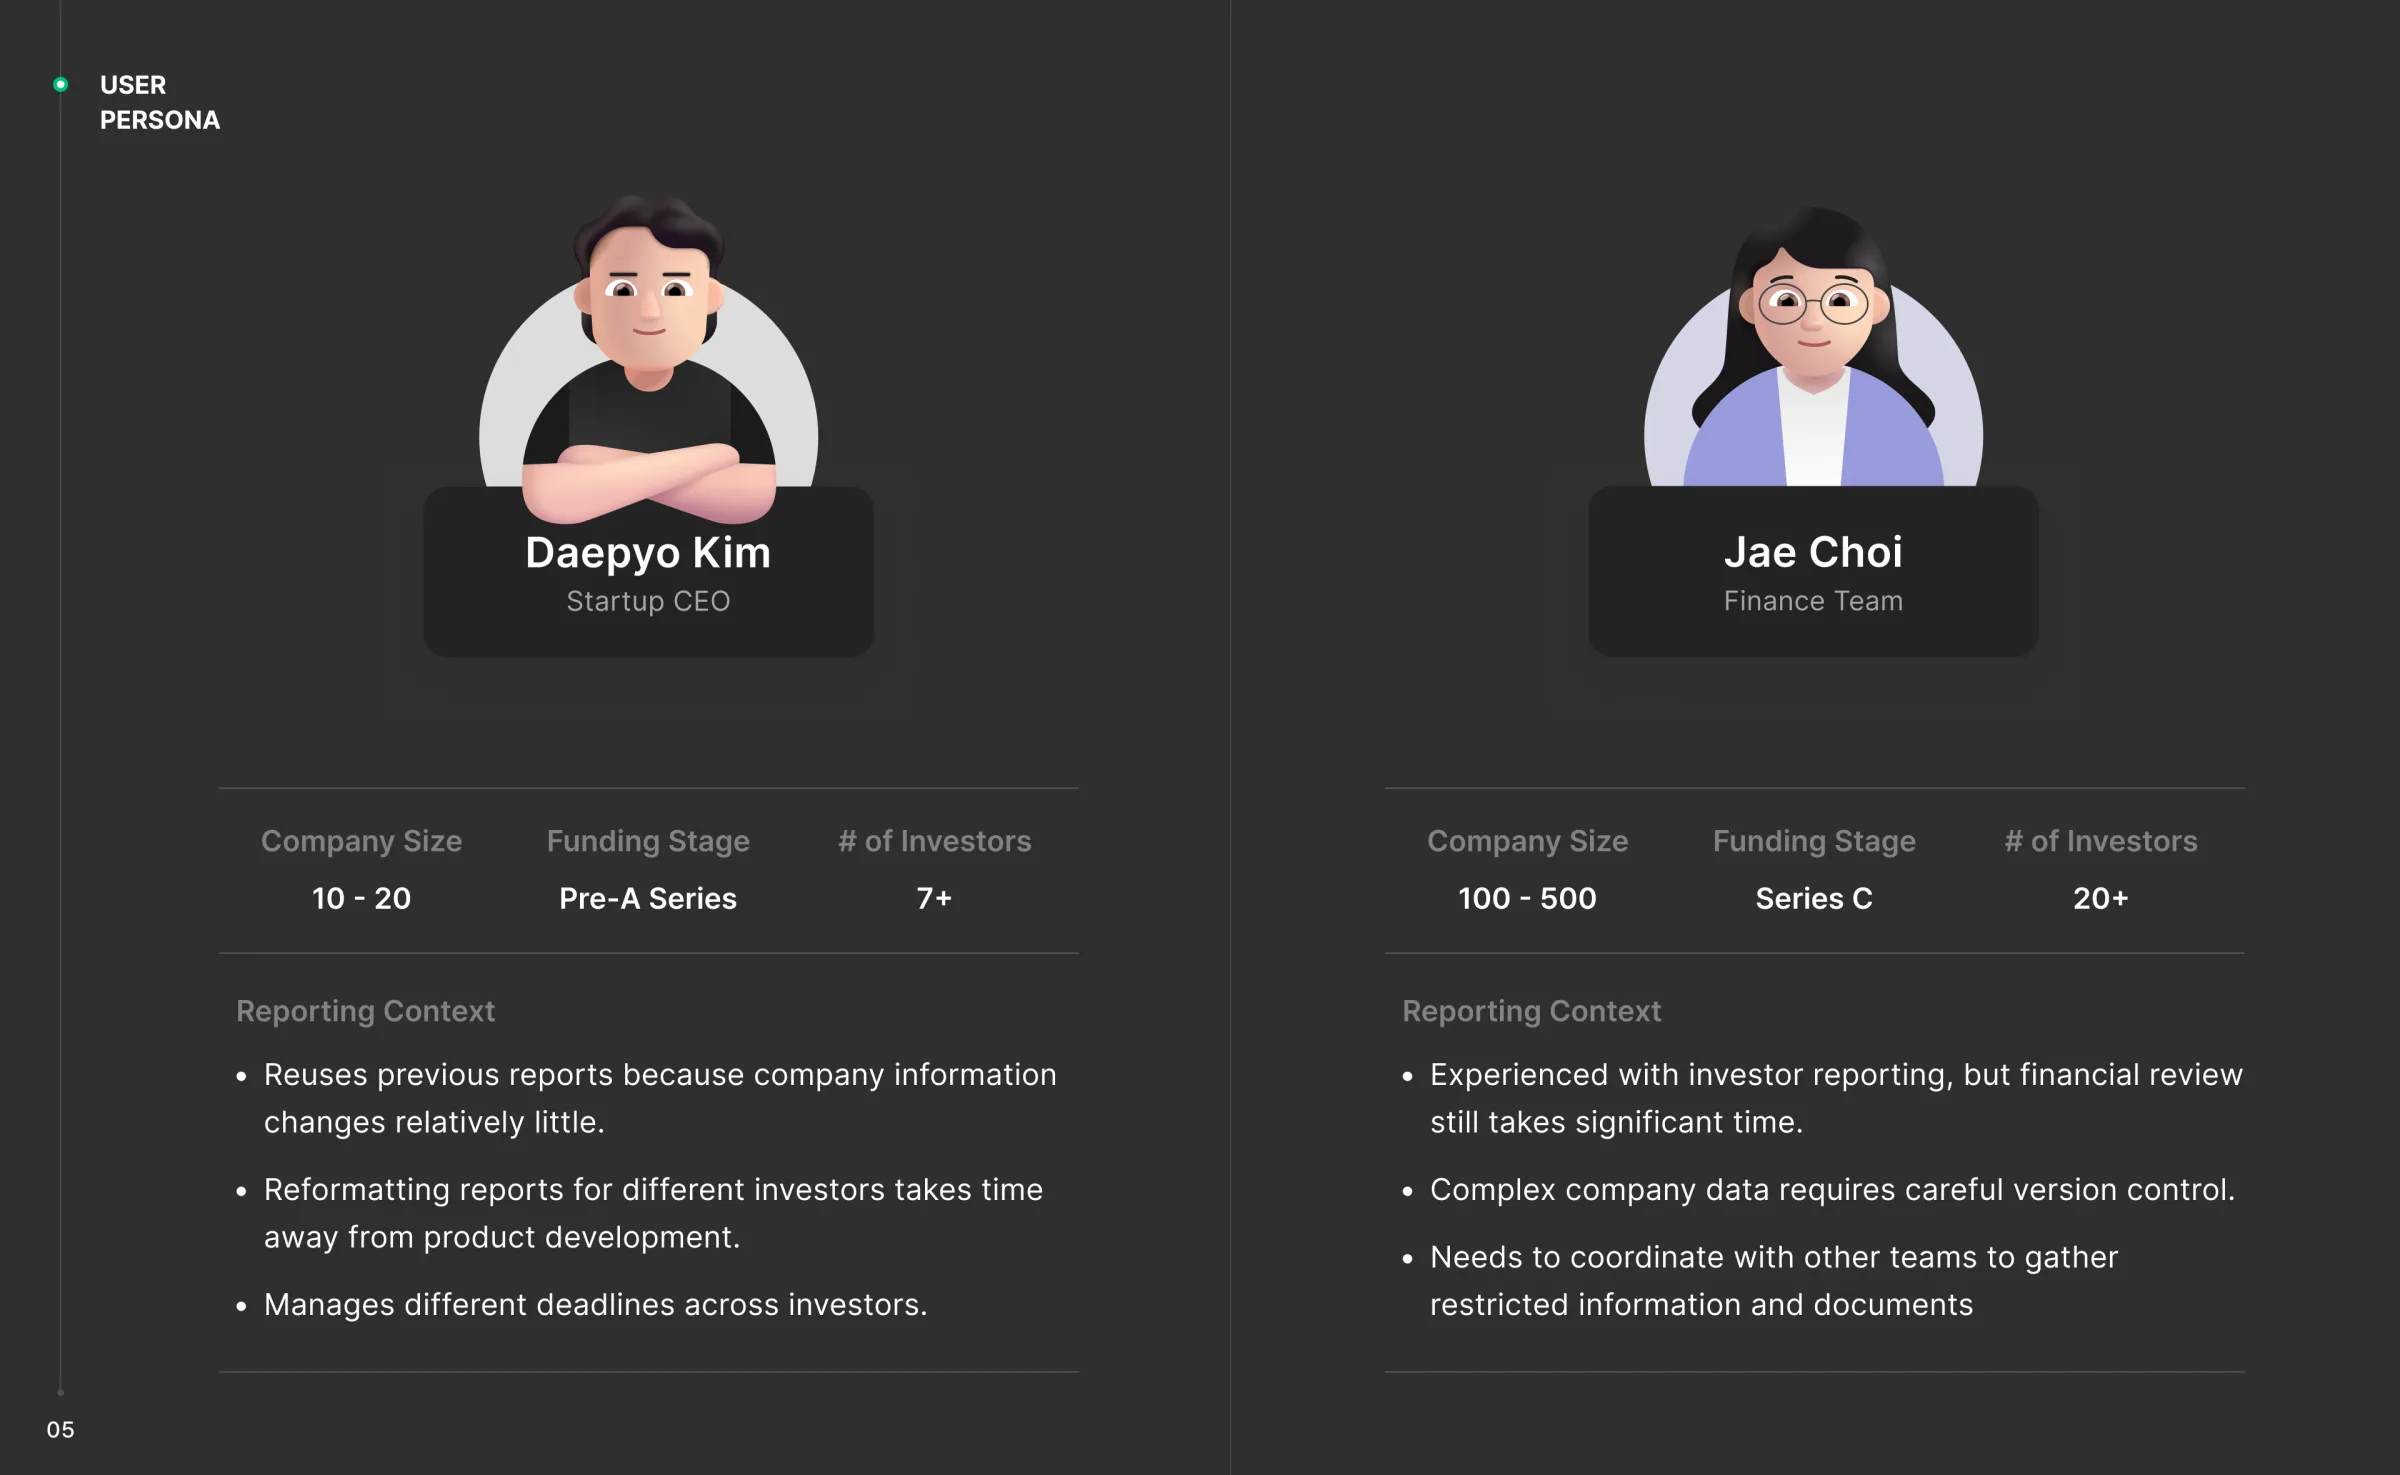 USER
PERSONA
Daepyo Kim
Startup CEO
Company Size
Funding Stage
# of Investors
10 - 20
Pre-A Series
7+
Reporting Context
• Reuses previous reports because company information
changes relatively little.
• Reformatting reports for different investors takes time
away from product development.
• Manages different deadlines across investors.
Jae Choi
Finance Team
Company Size
Funding Stage
# of Investors
100 - 500
Series C
20+
Reporting Context
• Experienced with investor reporting, but financial review
still takes significant time.
• Complex company data requires careful version control.
• Needs to coordinate with other teams to gather
restricted information and documents
05